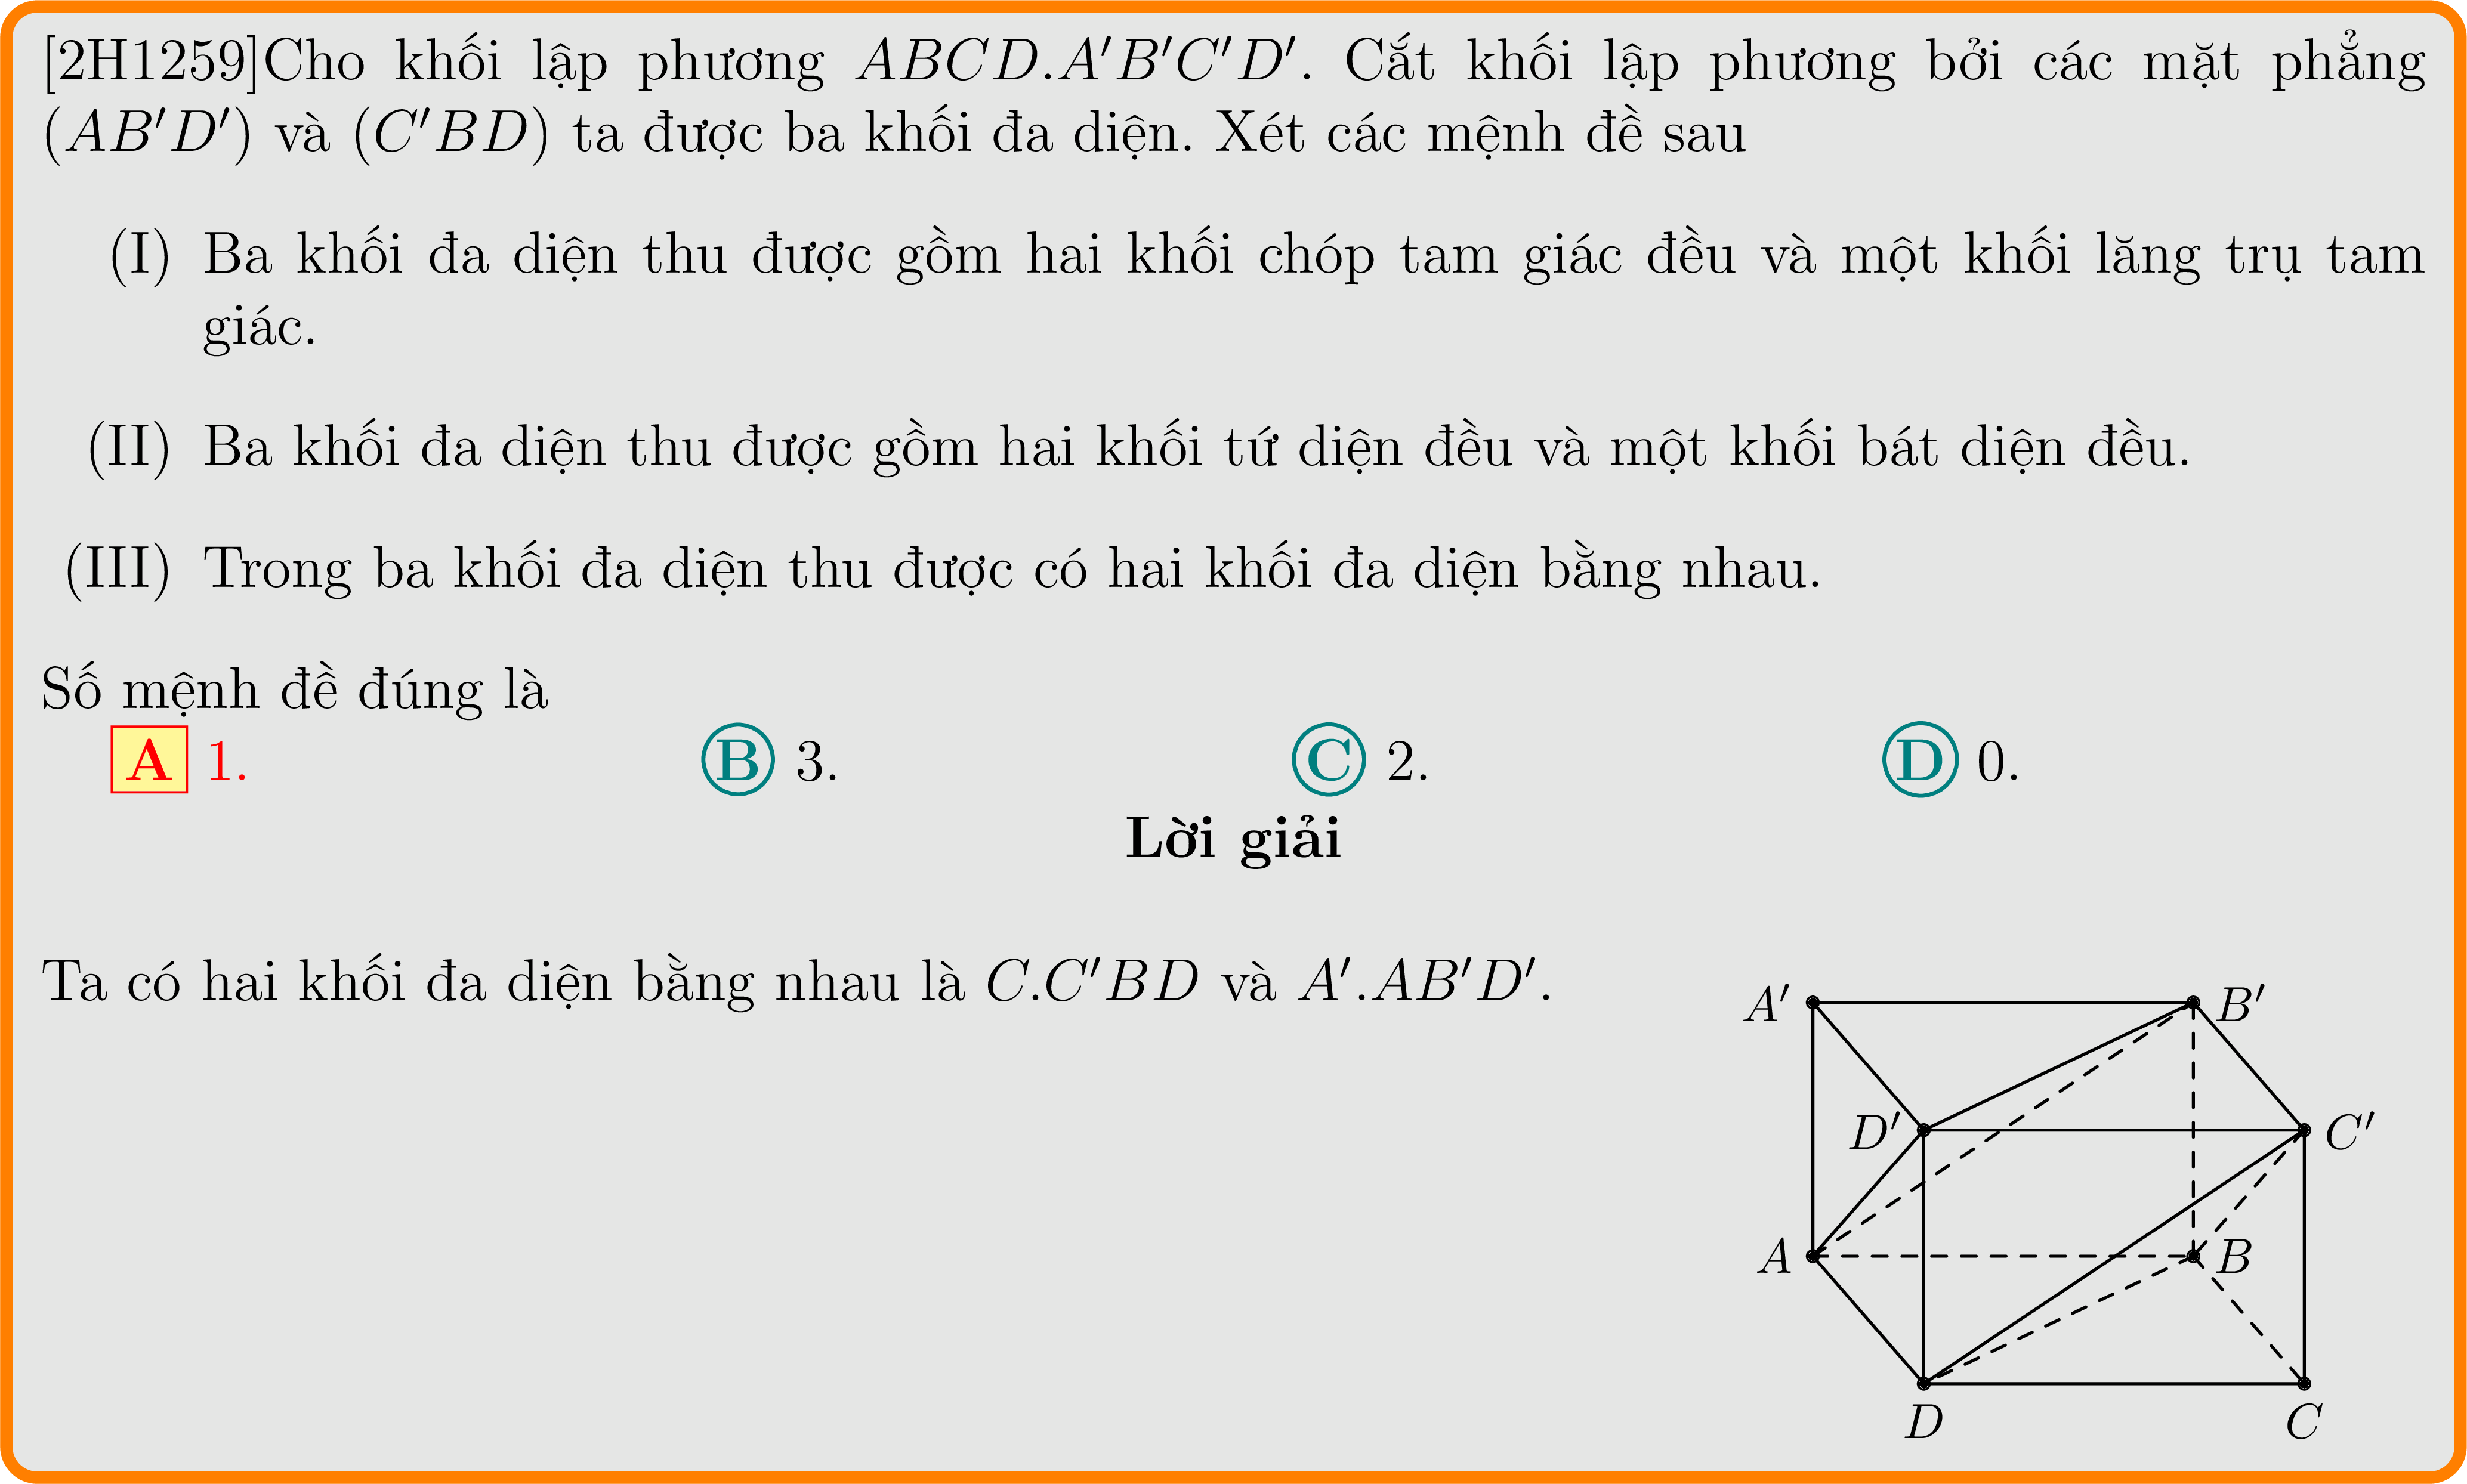 [2H1259]Cho khối lập phương ABCD.A′B′C′D′. Cắt khối lập phương bởi các mặt phẳng
(AB′D′) và (C′BD) ta được ba khối đa diện. Xét các mệnh đề sau
(I) Ba khối đa diện thu được gồm hai khối chóp tam giác đều và một khối lăng trụ tam
giác.
(II) Ba khối đa diện thu được gồm hai khối tứ diện đều và một khối bát diện đều.
(III) Trong ba khối đa diện thu được có hai khối đa diện bằng nhau.
Số mệnh đề đúng là
A 1. B 3. C 2. D 0.
Lời giải
Ta có hai khối đa diện bằng nhau là C.C′BD và A′.AB′D′.
A′ B′
D′ C′
A B
D C